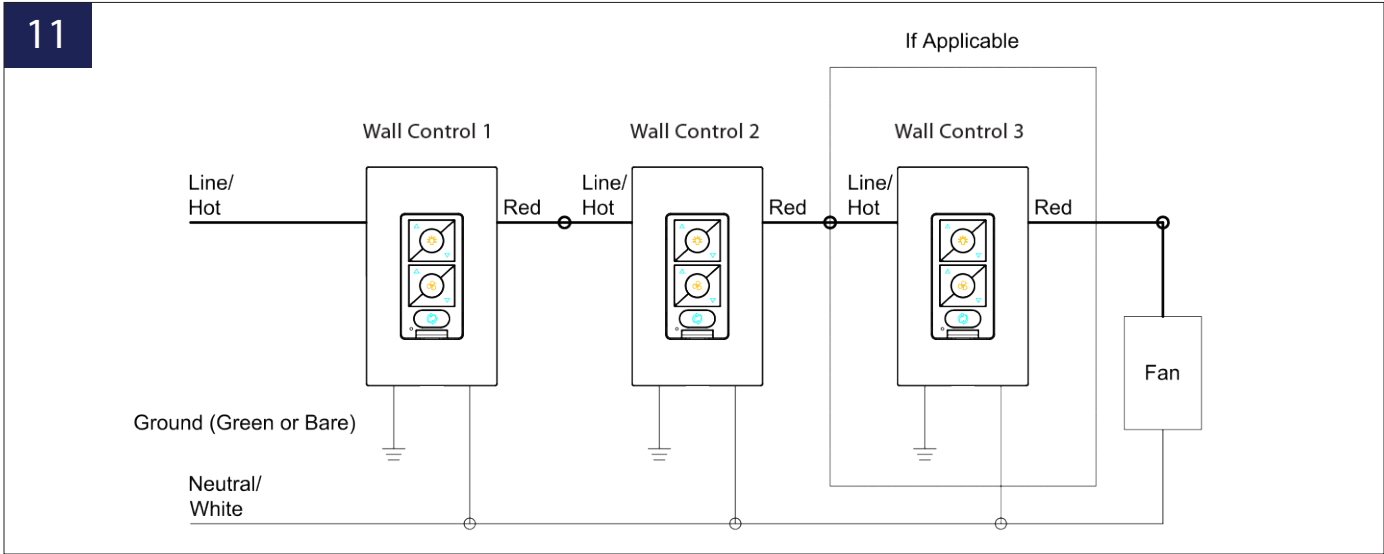 11
If Applicable
Wall Control 1
Wall Control 2
Wall Control 3
Line/
Hot
Red
Line/
Hot
Red
Line/
Hot
Red
Fan
Ground (Green or Bare)
Neutral/
White